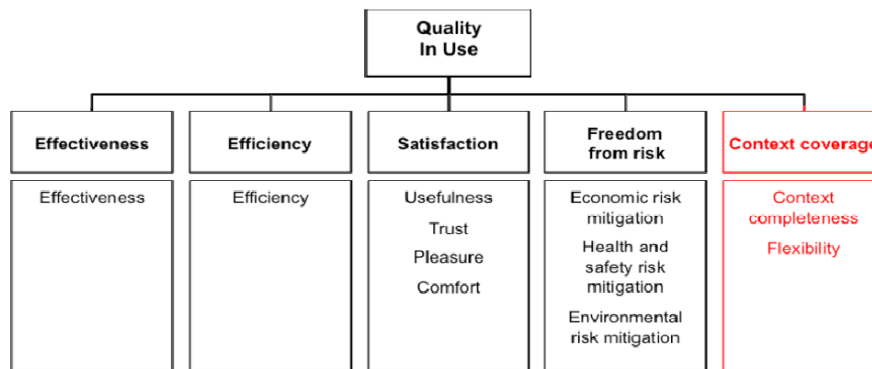 Quality
In Use
Effectiveness
Efficiency
Satisfaction
Freedom
from risk
Context coverage
Effectiveness
Efficiency
Usefulness
Trust
Pleasure
Comfort
Economic risk
mitigation
Health and
safety risk
mitigation
Environmental
risk mitigation
Context
completeness
Flexibility